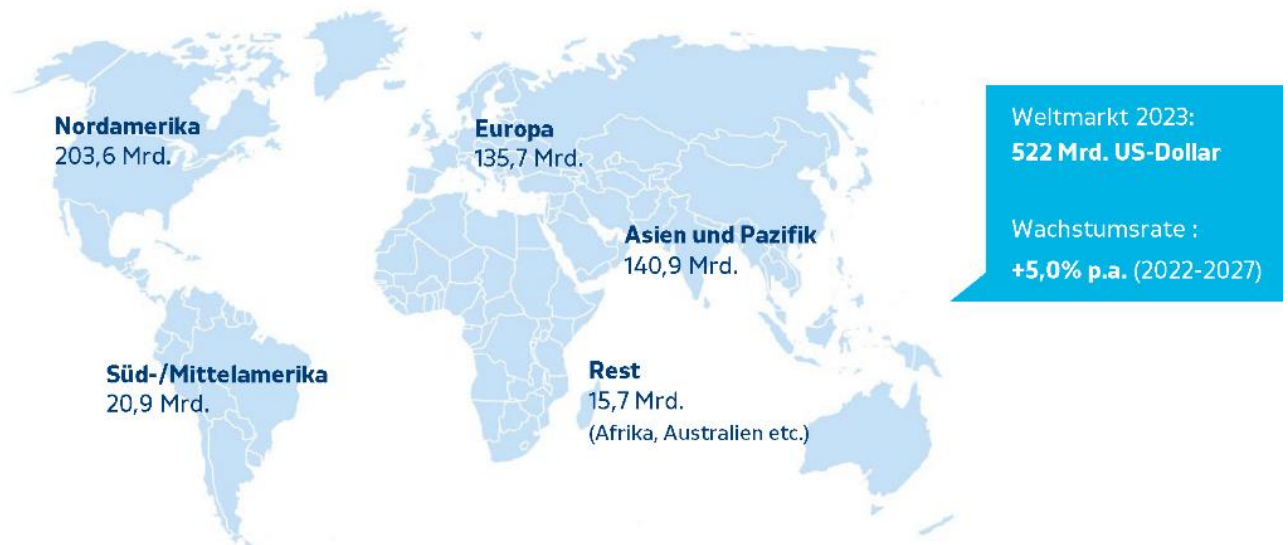 Nordamerika
203,6 Mrd.
Europa
135,7 Mrd.
Asien und Pazifik
140,9 Mrd.
Süd-/Mittelamerika
20,9 Mrd.
Rest
15,7 Mrd.
(Afrika, Australien etc.)
Weltmarkt 2023:
522 Mrd. US-Dollar
Wachstumsrate :
+5,0% p.a. (2022-2027)